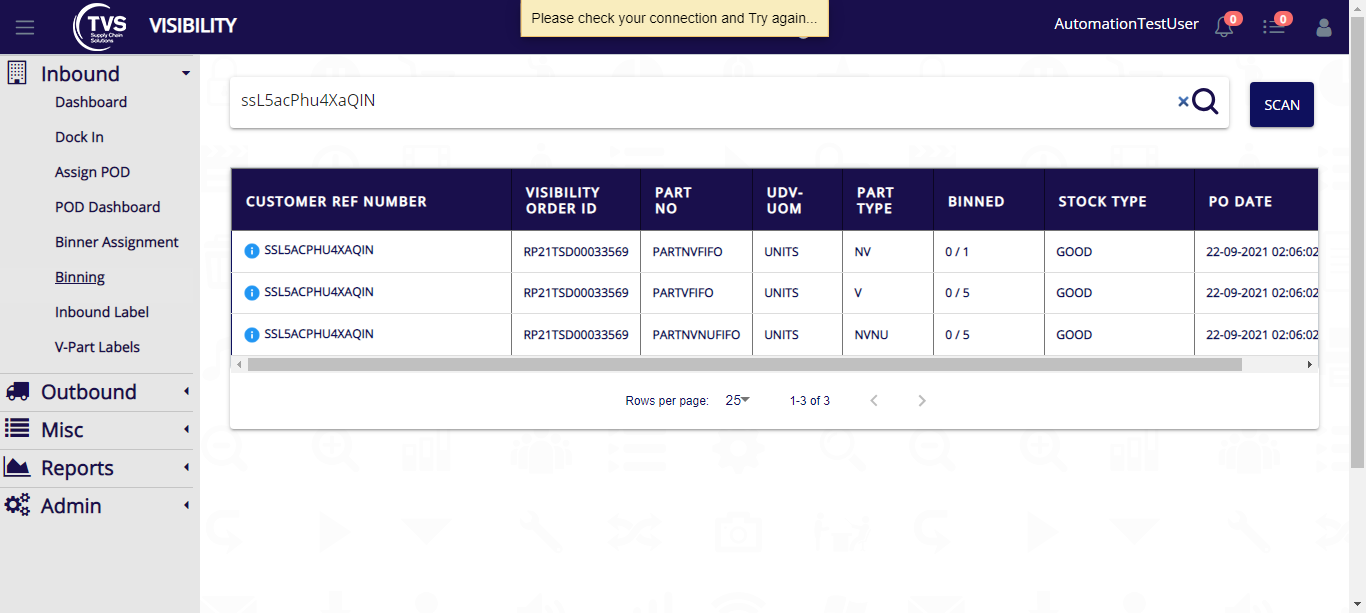 TVS
Supply Chain
Solutions
VISIBILITY
Please check your connection and Try again...
AutomationTestUser
0
0
Inbound
Dashboard
Dock In
Assign POD
POD Dashboard
Binner Assignment
Binning
Inbound Label
V-Part Labels
Outbound
Misc
Reports
Admin
ssL5acPhu4XaQIN
×
SCAN
CUSTOMER REF NUMBER
VISIBILITY
ORDER ID
PART
NO
UDV-
UOM
PART
TYPE
BINNED
STOCK TYPE
PO DATE
SSL5ACPHU4XAQIN RP21TSD00033569 PARTNVFIFO UNITS NV 0 / 1 GOOD 22-09-2021 02:06:02
SSL5ACPHU4XAQIN RP21TSD00033569 PARTVFIFO UNITS V 0 / 5 GOOD 22-09-2021 02:06:02
SSL5ACPHU4XAQIN RP21TSD00033569 PARTNVNUFIFO UNITS NVNU 0 / 5 GOOD 22-09-2021 02:06:02
Rows per page: 25 1-3 of 3